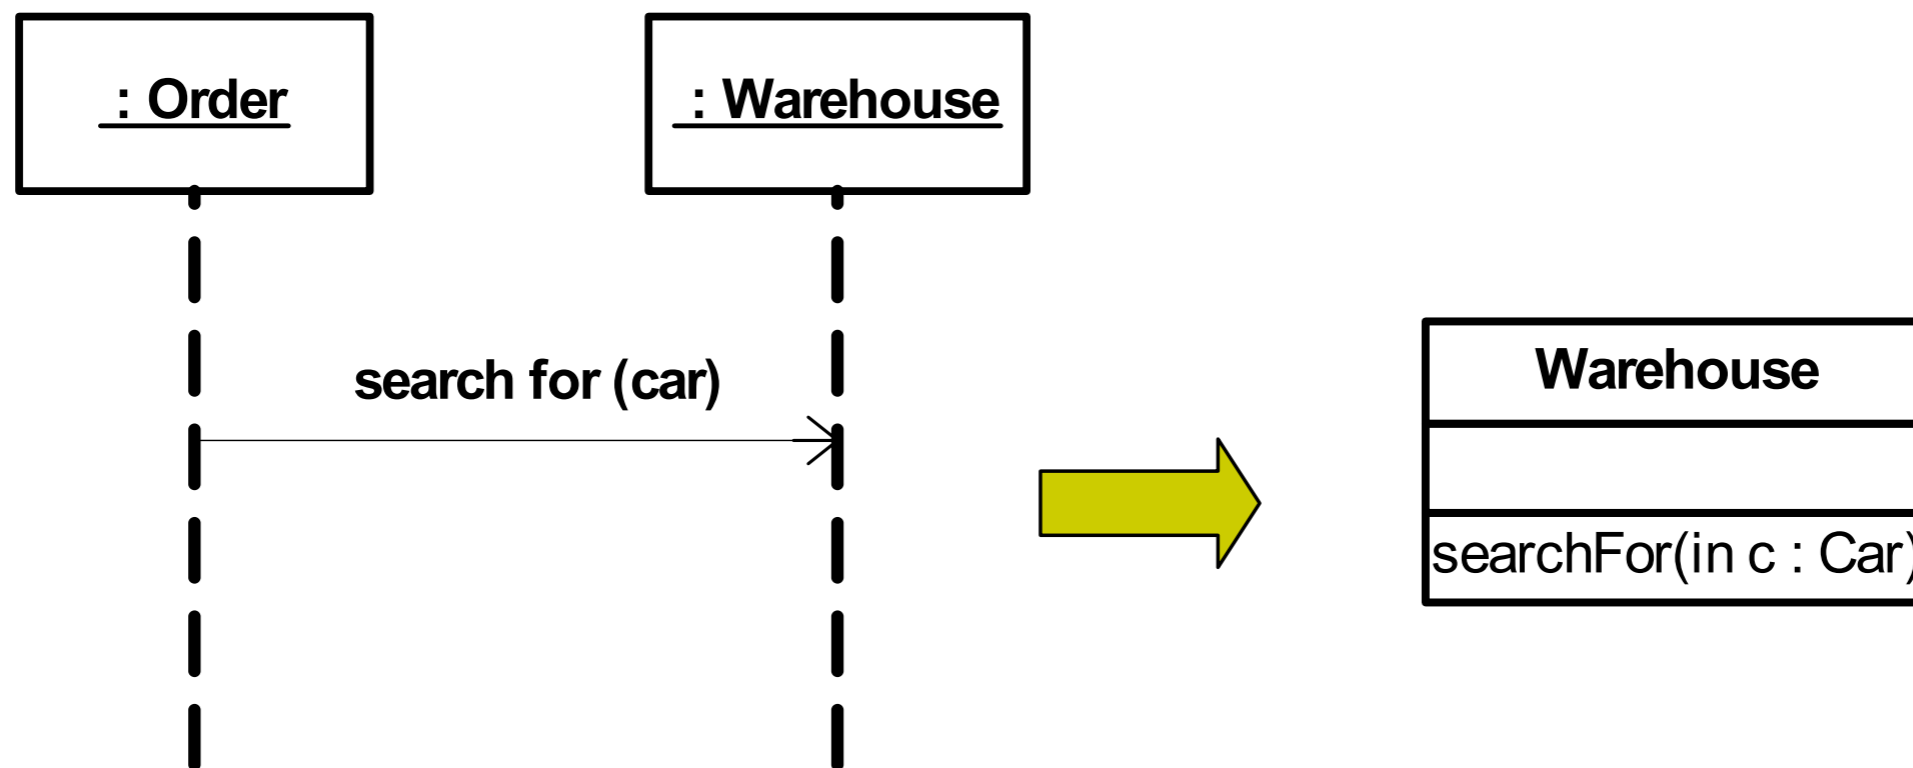 : Order
: Warehouse
search for (car)
Warehouse
searchFor(in c : Car)